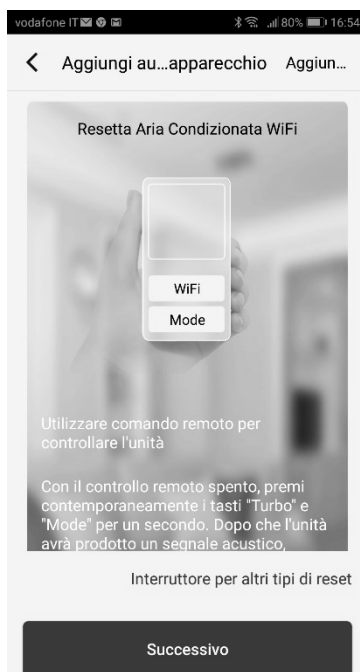 vodafone IT 80% 16:54
Aggiungi au...apparecchio Aggiun...
Resetta Aria Condizionata WiFi
WiFi
Mode
Utilizzare comando remoto per
controllare l'unità
Con il controllo remoto spento, premi
contemporaneamente i tasti "Turbo" e
"Mode" per un secondo. Dopo che l'unità
avrà prodotto un segnale acustico,
Interruttore per altri tipi di reset
Successivo